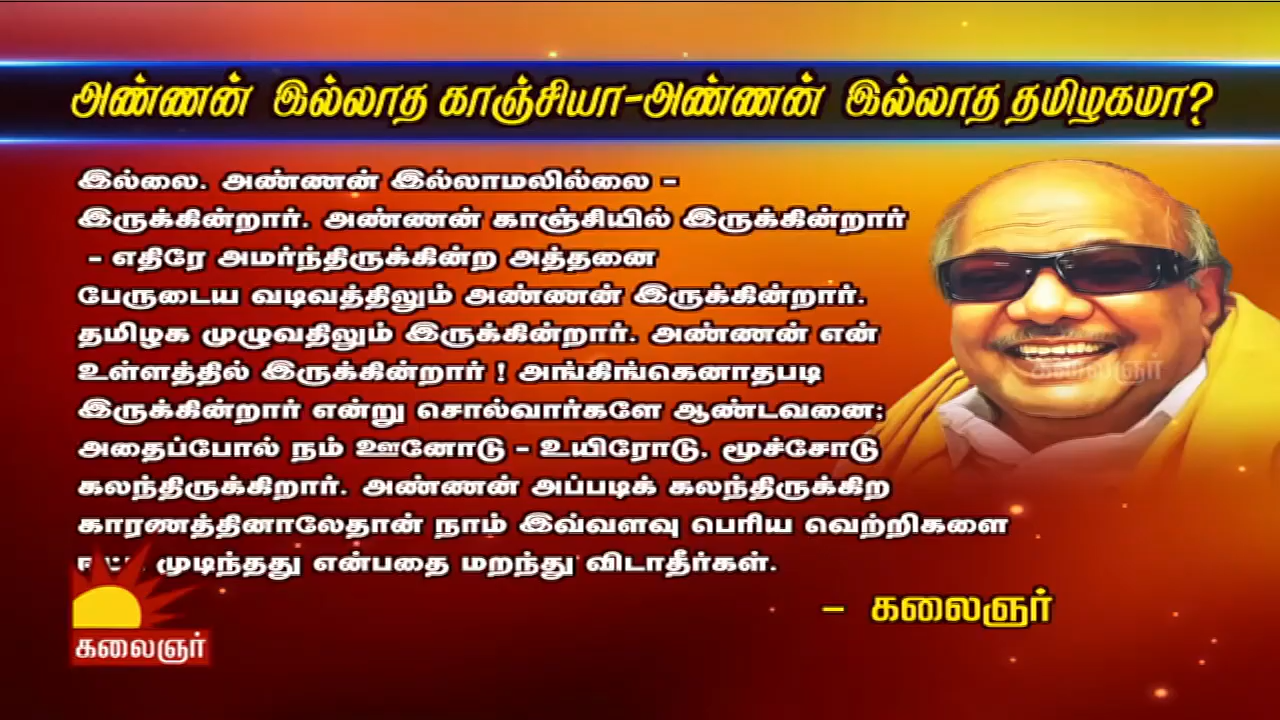 அண்ணன் இல்லாத காஞ்சியா-அண்ணன் இல்லாத தமிழகமா?
இல்லை. அண்ணன் இல்லாமலில்லை -
இருக்கின்றார். அண்ணன் காஞ்சியில் இருக்கின்றார்
- எதிரே அமர்ந்திருக்கின்ற அத்தனை
பேருடைய வடிவத்திலும் அண்ணன் இருக்கின்றார்.
தமிழக முழுவதிலும் இருக்கின்றார். அண்ணன் என்
உள்ளத்தில் இருக்கின்றார் ! அங்கிங்கெனாதபடி
இருக்கின்றார் என்று சொல்வார்களே ஆண்டவனை;
அதைப்போல் நம் ஊனோடு - உயிரோடு, மூச்சோடு
கலந்திருக்கிறார். அண்ணன் அப்படிக் கலந்திருக்கிற
காரணத்தினாலேதான் நாம் இவ்வளவு பெரிய வெற்றிகளை
முடிந்தது என்பதை மறந்து விடாதீர்கள்.
- கலைஞர்
கலைஞர்
கலைஞர்